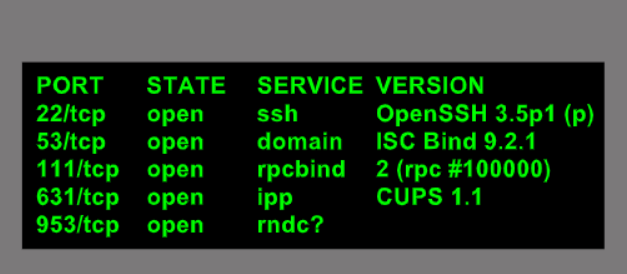 PORT STATE SERVICE VERSION
22/tcp open ssh OpenSSH 3.5p1 (p)
53/tcp open domain ISC Bind 9.2.1
111/tcp open rpcbind 2 (rpc #100000)
631/tcp open ipp CUPS 1.1
953/tcp open rndc?